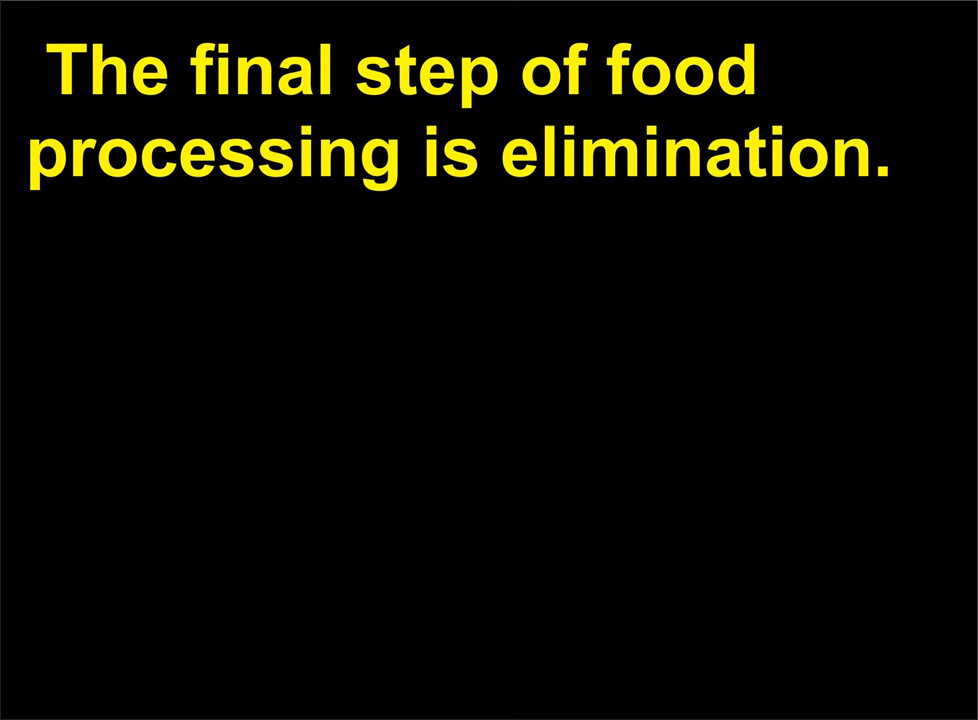 The final step of food
processing is elimination.